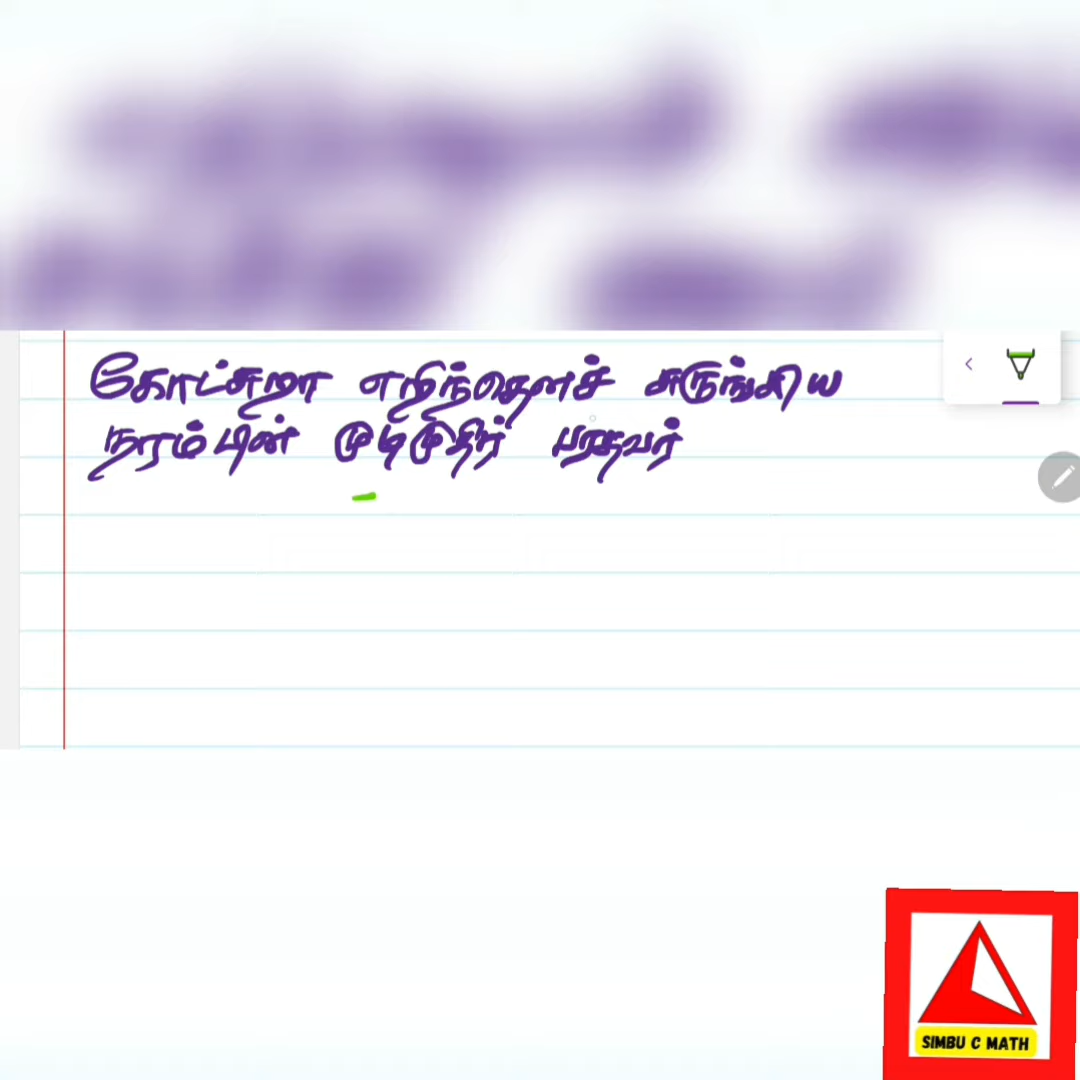 கோட்சுறா எறிந்தெனச் சுருங்கிய
நரம்பின் முடிமுதிர் பரதவர்
SIMBU C MATH